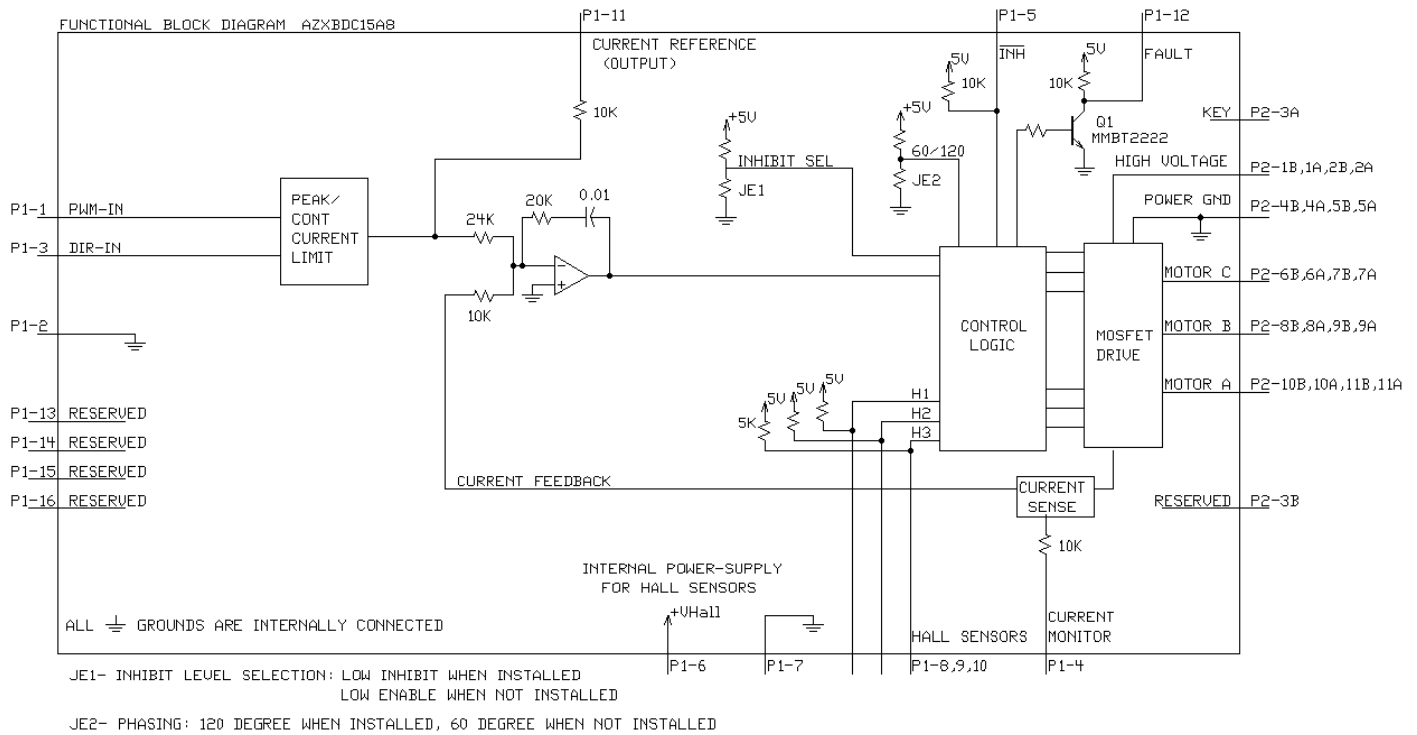 P1-11
P1-5
P1-12
FUNCTIONAL BLOCK DIAGRAM AZXBDC15A8
CURRENT REFERENCE
(OUTPUT)
INH
FAULT
5V
10K
5V
10K
10K
KEY
P2-3A
+5V
+5V
Q1
MMBT2222
60/120
INHIBIT SEL
JE1
JE2
HIGH VOLTAGE
P2-1B,1A,2B,2A
P1-1
PWM-IN
PEAK/
CONT
CURRENT
LIMIT
20K
0.01
24K
POWER GND
P2-4B,4A,5B,5A
P1-3
DIR-IN
−
+
10K
MOTOR C
P2-6B,6A,7B,7A
P1-2
CONTROL
LOGIC
MOSFET
DRIVE
MOTOR B
P2-8B,8A,9B,9A
MOTOR A
P2-10B,10A,11B,11A
5V
5V
5V
5K
H1
H2
H3
P1-13
RESERVED
P1-14
RESERVED
P1-15
RESERVED
P1-16
RESERVED
CURRENT FEEDBACK
CURRENT
SENSE
RESERVED
P2-3B
10K
INTERNAL POWER-SUPPLY
FOR HALL SENSORS
+VHall
ALL GROUNDS ARE INTERNALLY CONNECTED
HALL SENSORS
CURRENT
MONITOR
P1-6
P1-7
P1-8,9,10
P1-4
JE1- INHIBIT LEVEL SELECTION: LOW INHIBIT WHEN INSTALLED
LOW ENABLE WHEN NOT INSTALLED
JE2- PHASING: 120 DEGREE WHEN INSTALLED, 60 DEGREE WHEN NOT INSTALLED